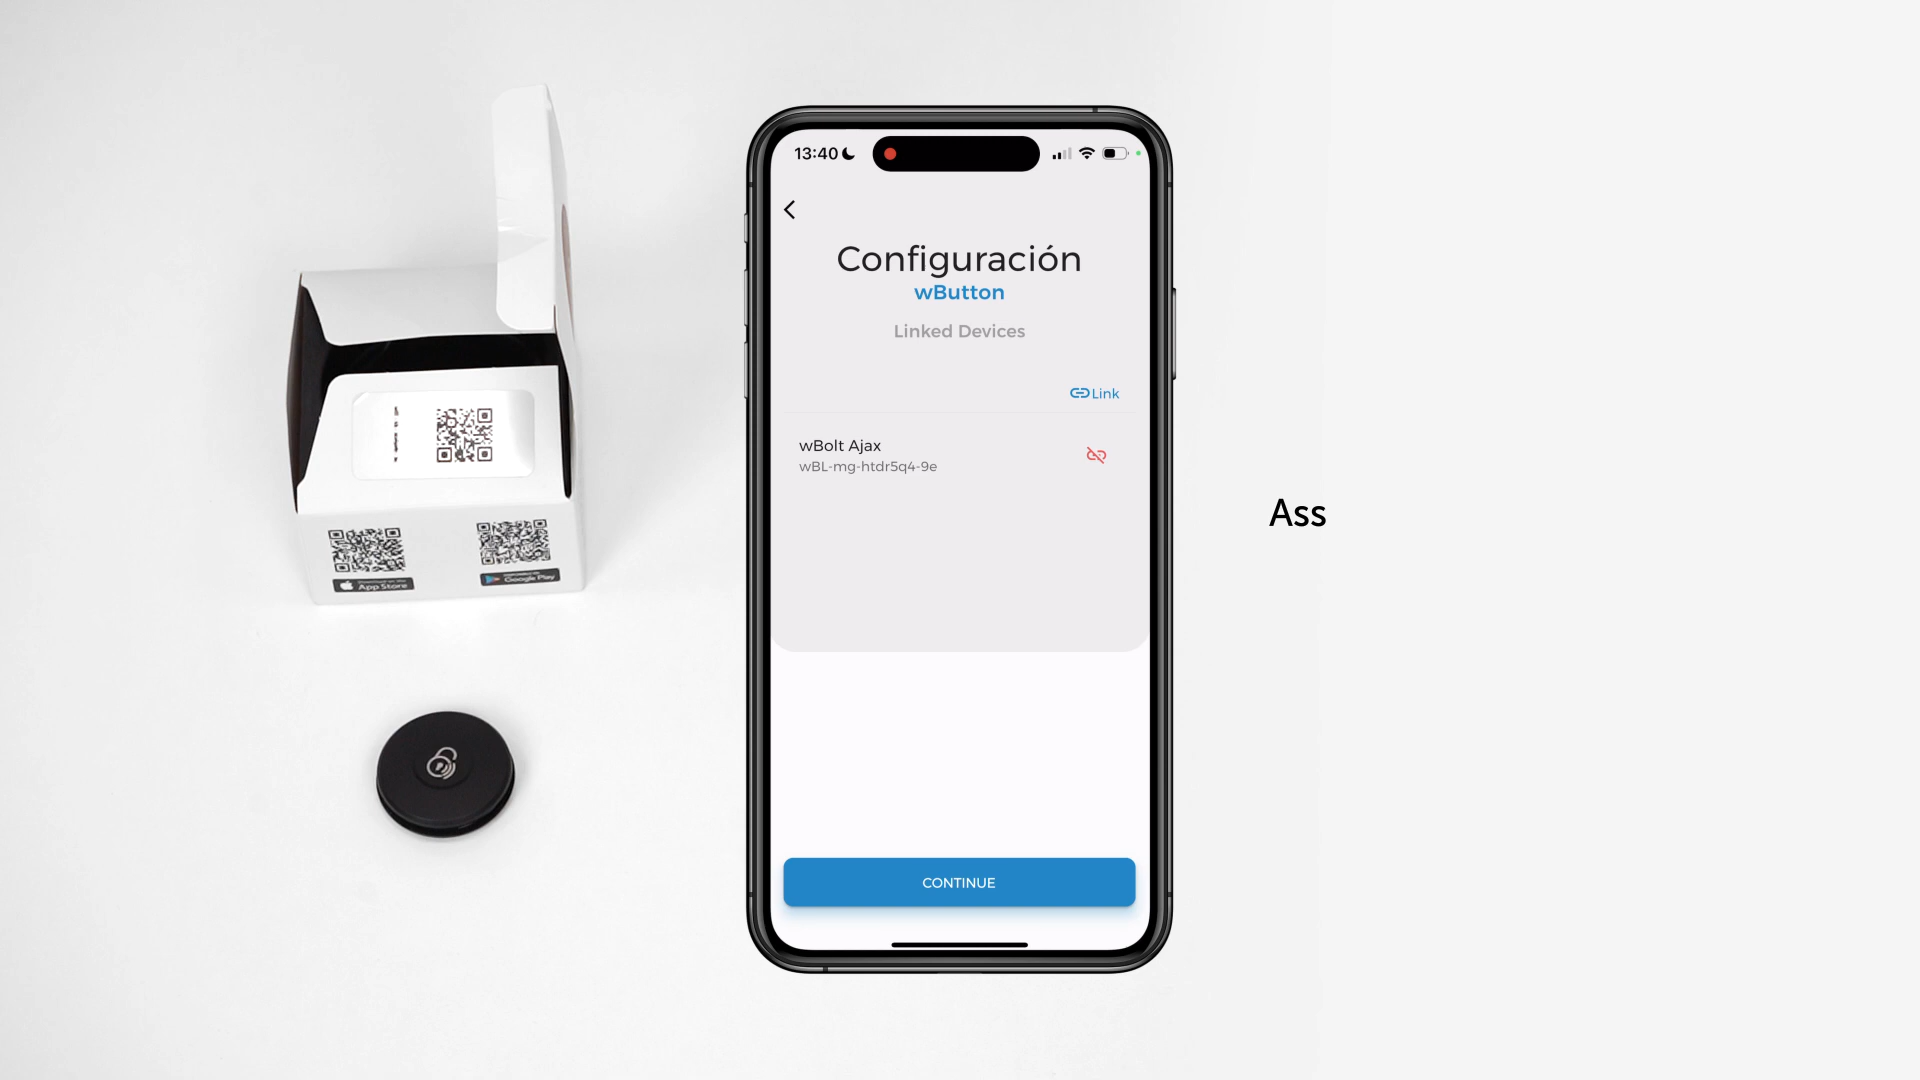 App Store
Google Play
13:40
Configuración
wButton
Linked Devices
Link
wBolt Ajax
wBL-mg-htdr5q4-9e
CONTINUE
Ass